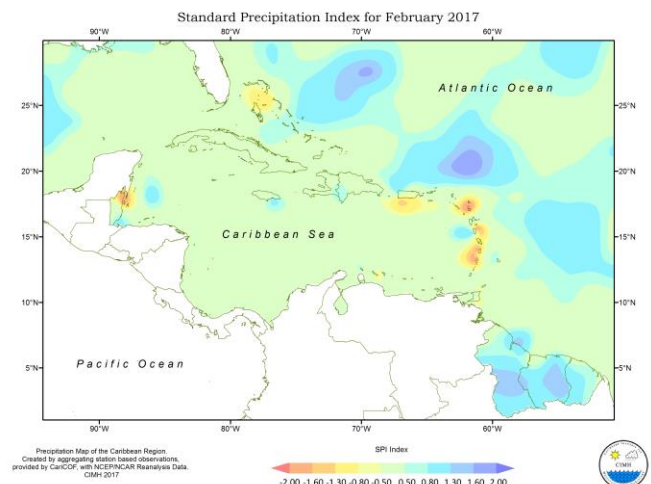 Standard Precipitation Index for February 2017
90°W 80°W 70°W 60°W
Atlantic Ocean
25°N 25°N
20°N 20°N
Caribbean Sea
15°N 15°N
10°N 10°N
5°N 5°N
Pacific Ocean
90°W 80°W 70°W 60°W
Precipitation Map of the Caribbean Region.
Created by aggregating station based observations,
provided by CariCOF, with NCEP/NCAR Reanalysis Data.
CIMH 2017
SPI Index
-2.00 -1.60 -1.30 -0.80 -0.50 0.50 0.80 1.30 1.60 2.00
CIMH